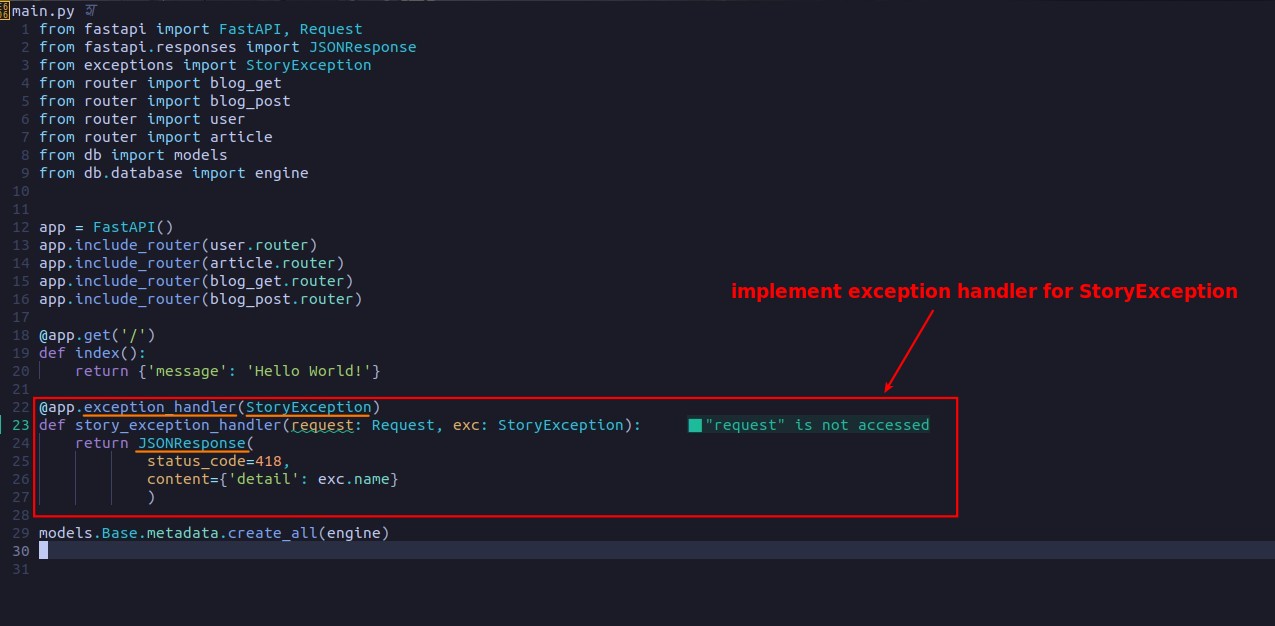 main.py
1 from fastapi import FastAPI, Request
2 from fastapi.responses import JSONResponse
3 from exceptions import StoryException
4 from router import blog_get
5 from router import blog_post
6 from router import user
7 from router import article
8 from db import models
9 from db.database import engine
10
11
12 app = FastAPI()
13 app.include_router(user.router)
14 app.include_router(article.router)
15 app.include_router(blog_get.router)
implement exception handler for StoryException
16 app.include_router(blog_post.router)
17
18 @app.get('/')
19 def index():
20     return {'message': 'Hello World!'}
21
22 @app.exception_handler(StoryException)
23 def story_exception_handler(request: Request, exc: StoryException):     "request" is not accessed
24     return JSONResponse(
25             status_code=418,
26             content={'detail': exc.name}
27             )
28
29 models.Base.metadata.create_all(engine)
30
31